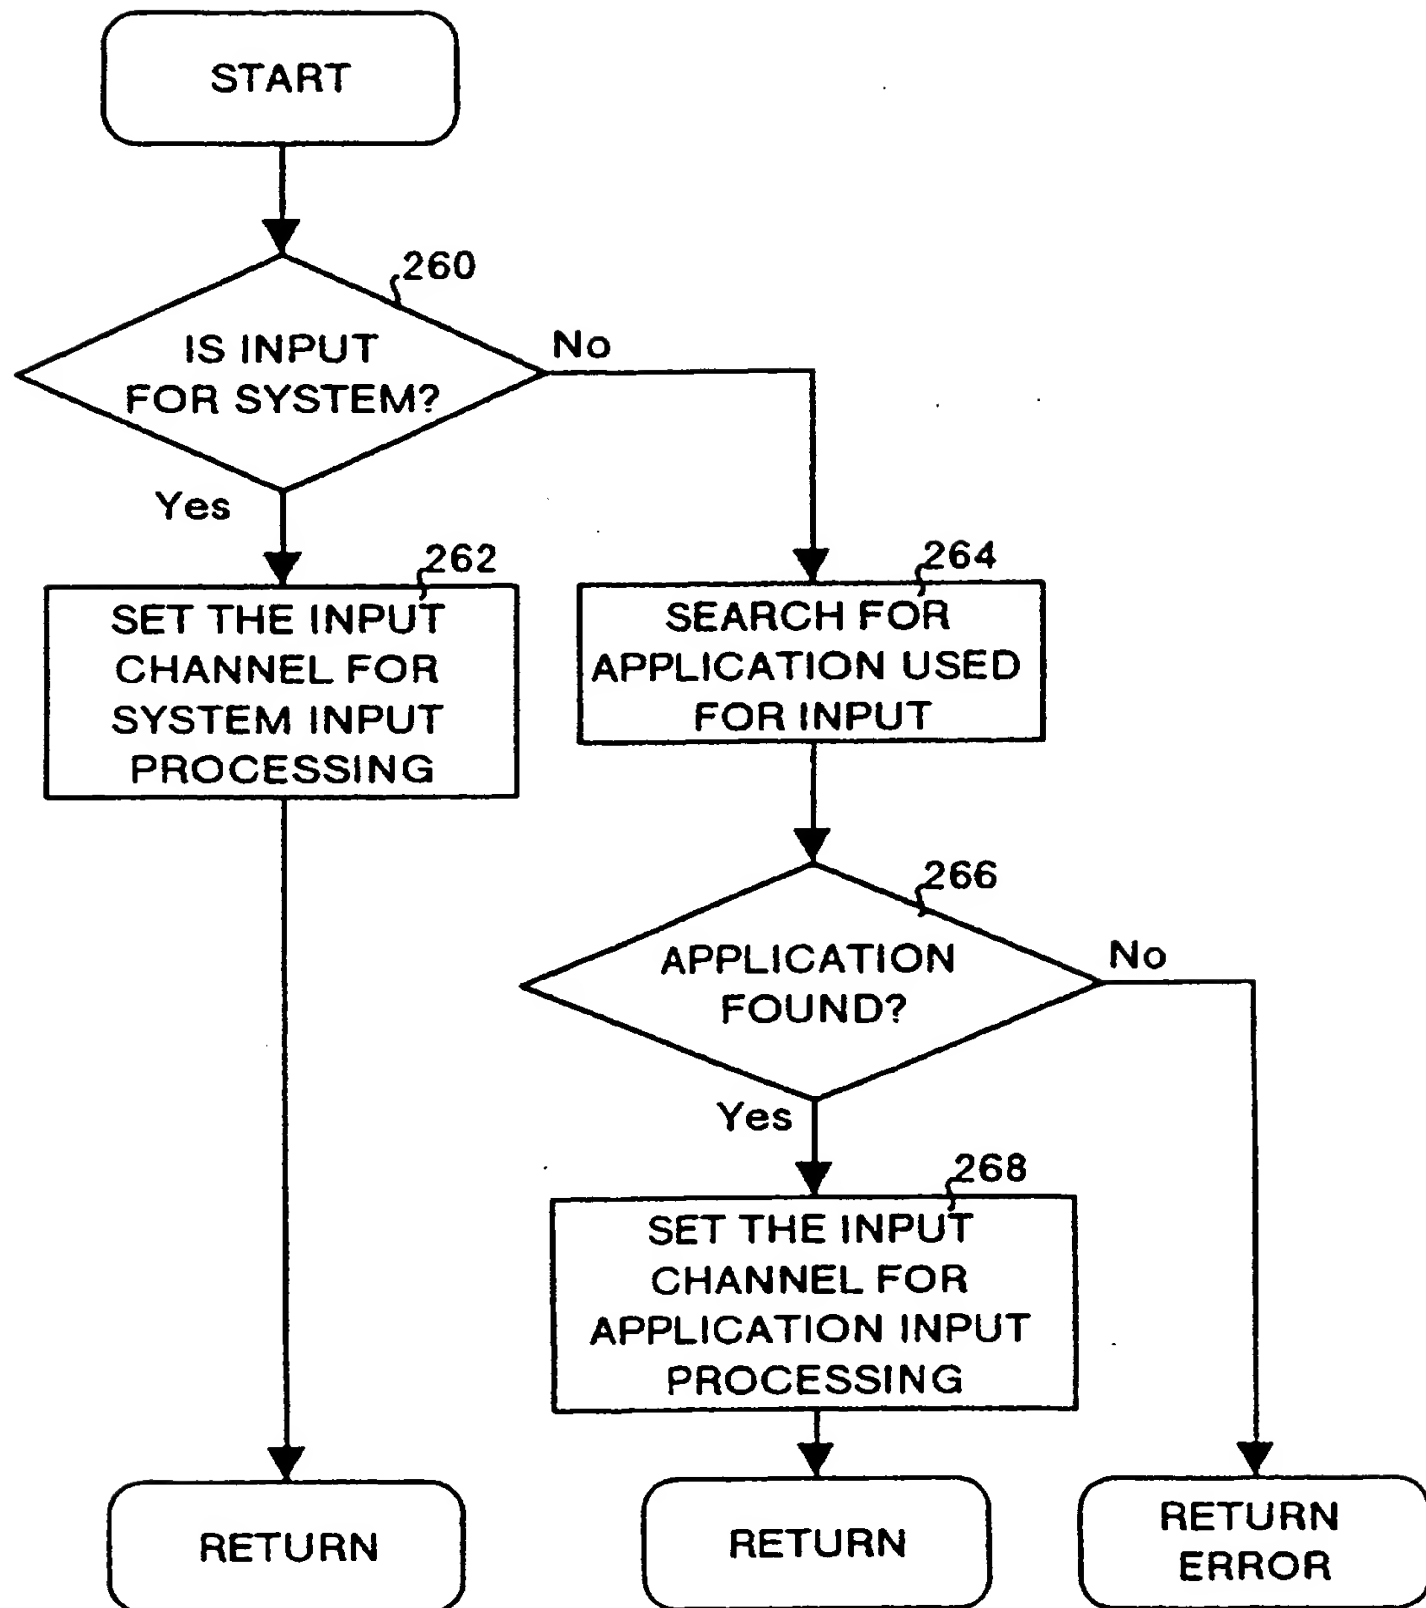 START
260
IS INPUT
FOR SYSTEM?
No
Yes
262
SET THE INPUT
CHANNEL FOR
SYSTEM INPUT
PROCESSING
264
SEARCH FOR
APPLICATION USED
FOR INPUT
266
APPLICATION
FOUND?
No
Yes
268
SET THE INPUT
CHANNEL FOR
APPLICATION INPUT
PROCESSING
RETURN
RETURN
RETURN
ERROR